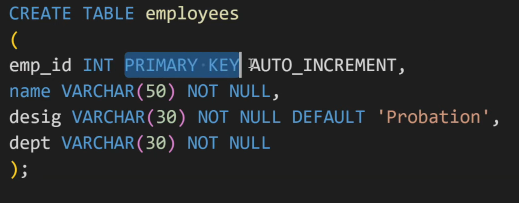 CREATE TABLE employees
(
emp_id INT PRIMARY KEY AUTO_INCREMENT,
name VARCHAR(50) NOT NULL,
desig VARCHAR(30) NOT NULL DEFAULT 'Probation',
dept VARCHAR(30) NOT NULL
);